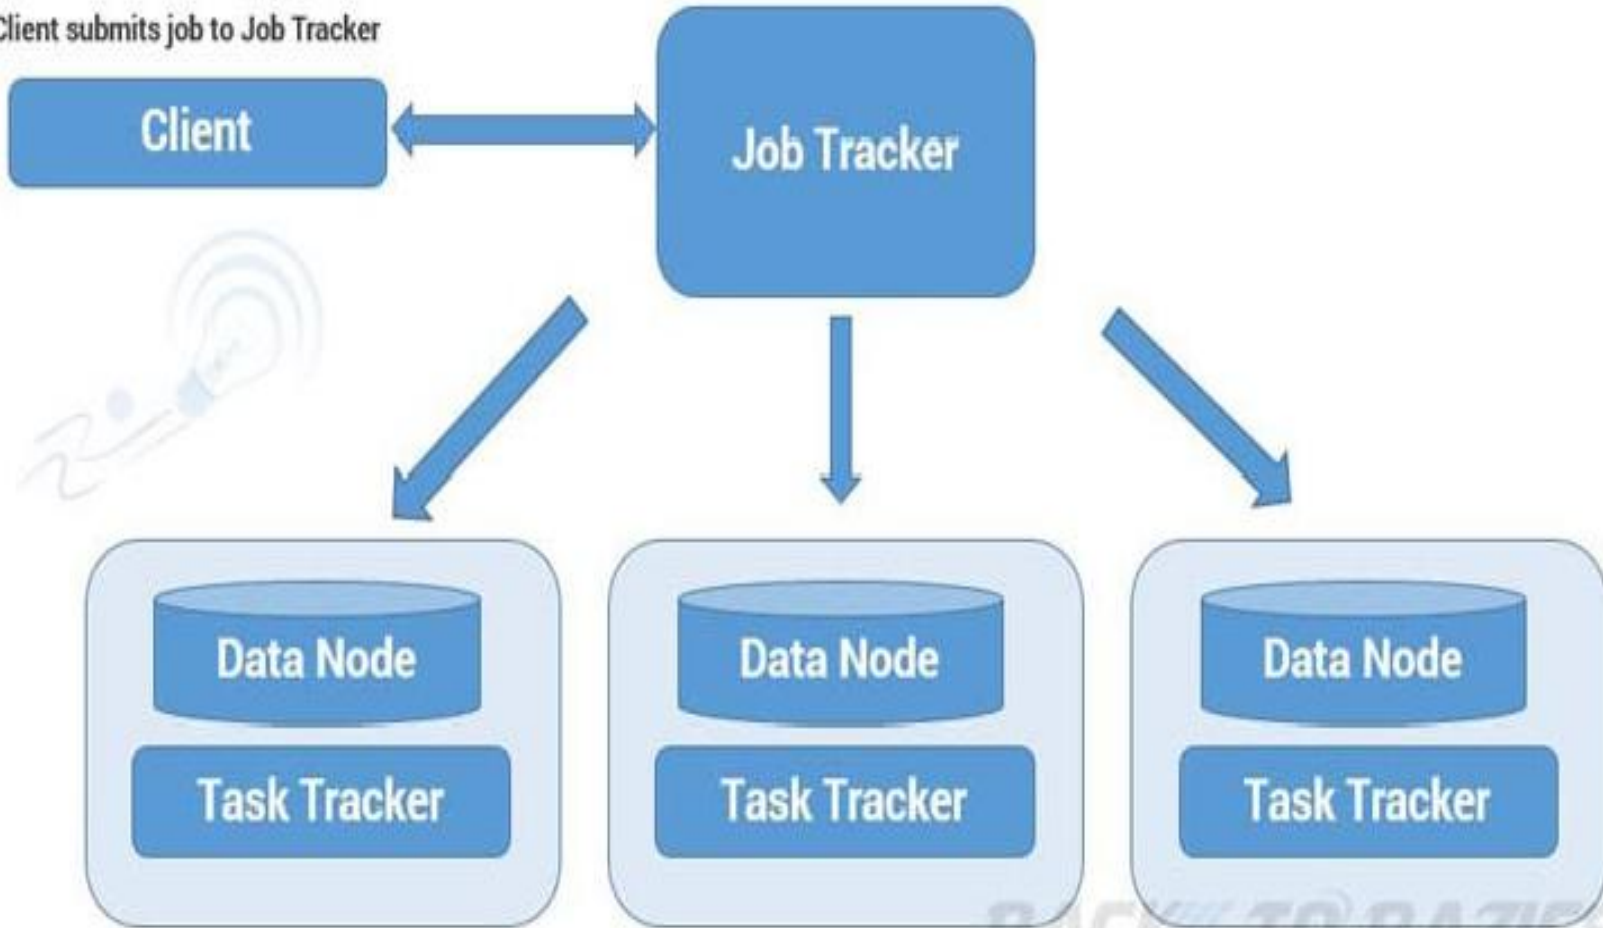 Client submits job to Job Tracker
Client
Job Tracker
Data Node
Data Node
Data Node
Task Tracker
Task Tracker
Task Tracker